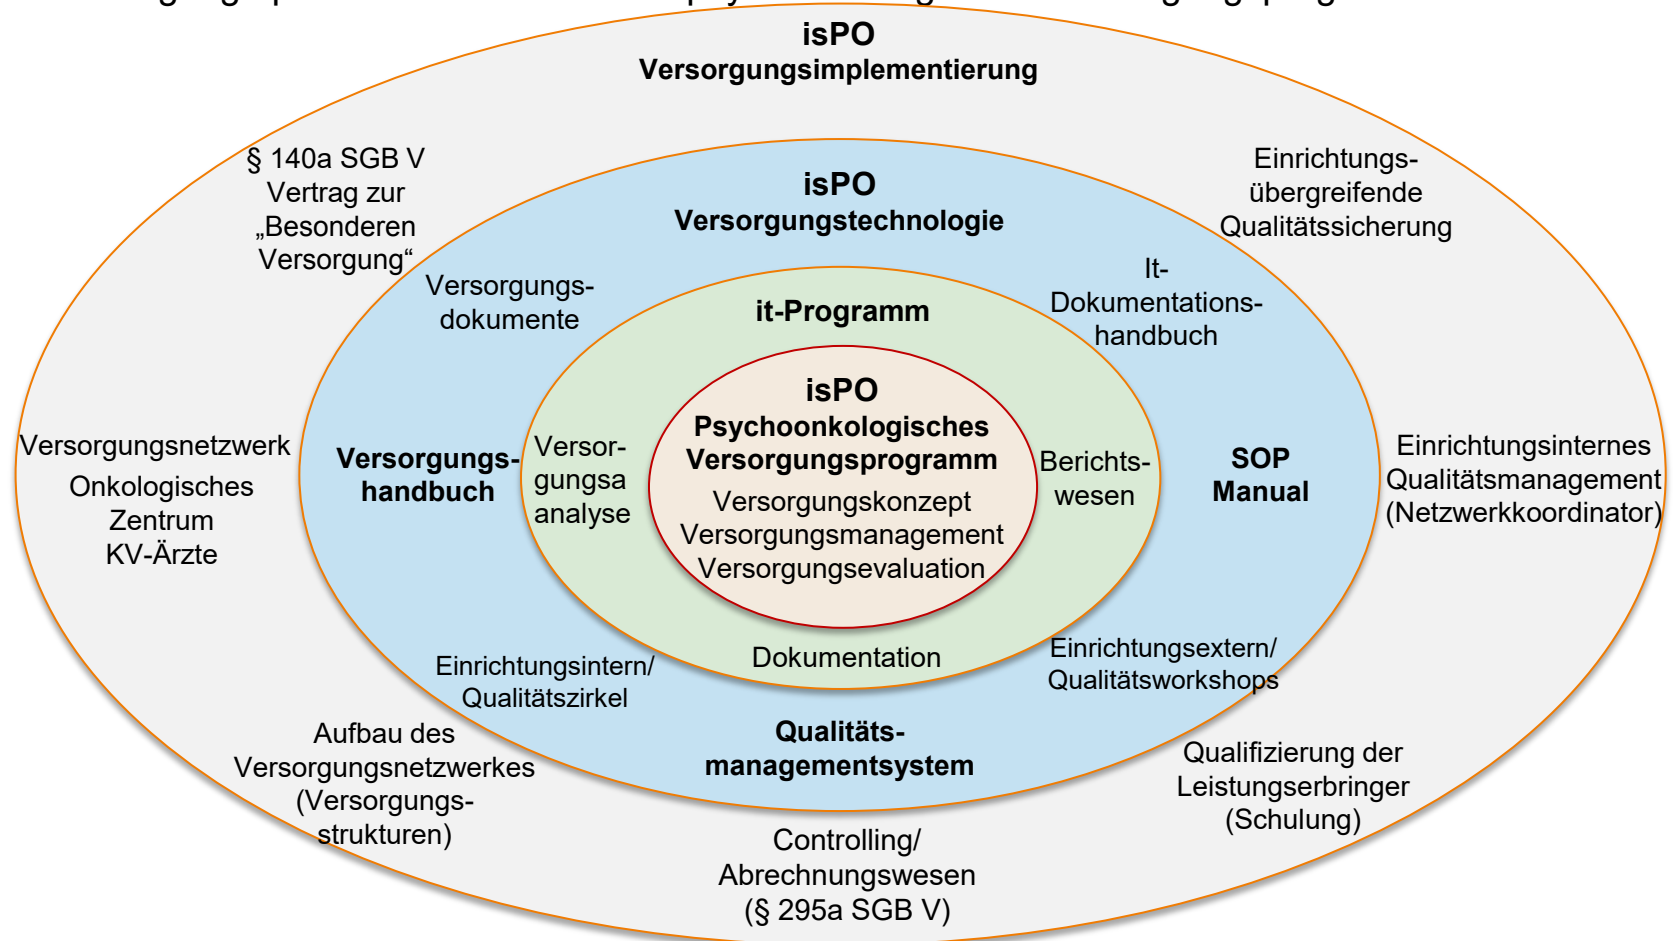 isPO
Versorgungsimplementierung
§ 140a SGB V
Vertrag zur
„Besonderen
Versorgung“
Einrichtungs-
übergreifende
Qualitätssicherung
isPO
Versorgungstechnologie
Versorgungs-
dokumente
It-
Dokumentations-
handbuch
it-Programm
isPO
Psychoonkologisches
Versorgungsprogramm
Versorgungskonzept
Versorgungsmanagement
Versorgungsevaluation
Versorgungsnetzwerk
Onkologisches
Zentrum
KV-Ärzte
Versorgungs-
handbuch
Versor-
gungsa
analyse
Berichts-
wesen
SOP
Manual
Einrichtungsinternes
Qualitätsmanagement
(Netzwerkkoordinator)
Dokumentation
Einrichtungsintern/
Qualitätszirkel
Einrichtungsextern/
Qualitätsworkshops
Qualitäts-
managementsystem
Aufbau des
Versorgungsnetzwerkes
(Versorgungs-
strukturen)
Qualifizierung der
Leistungserbringer
(Schulung)
Controlling/
Abrechnungswesen
(§ 295a SGB V)